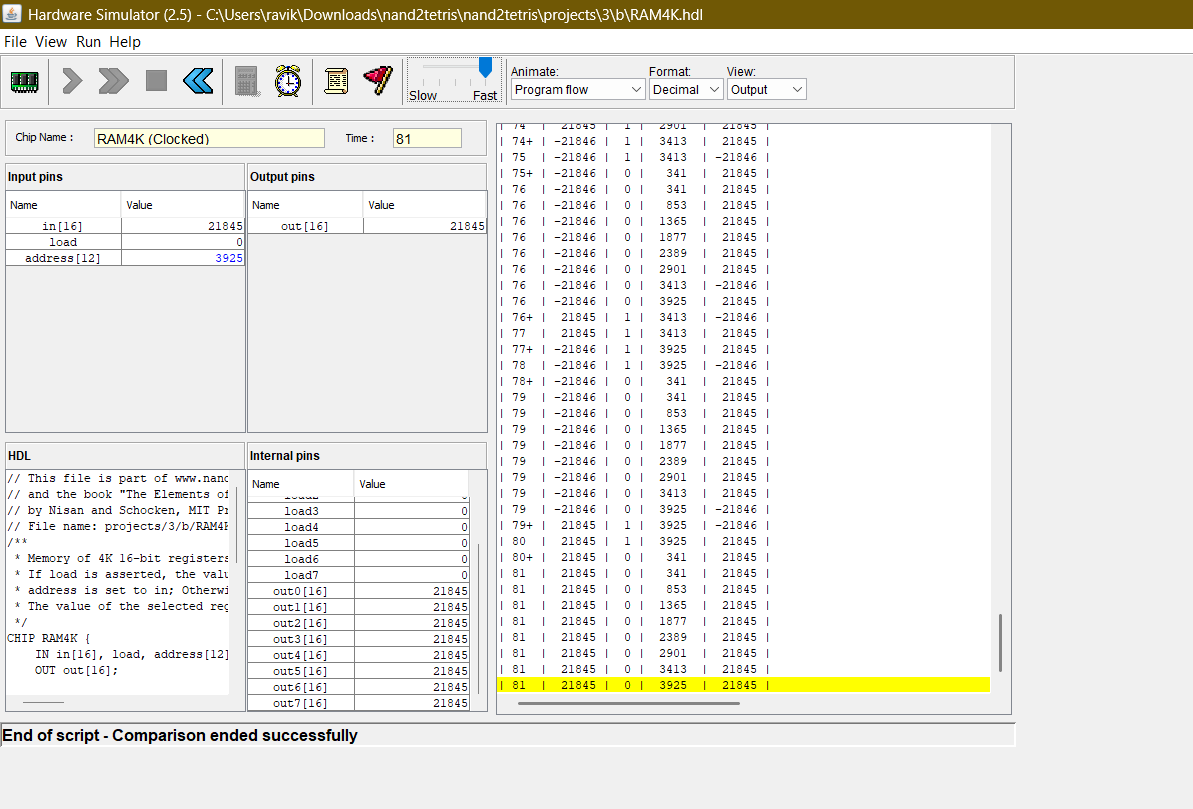 Hardware Simulator (2.5) - C:\Users\ravik\Downloads\nand2tetris\nand2tetris\projects\3\b\RAM4K.hdl
File View Run Help
Slow Fast
Animate:
Program flow
Format:
Decimal
View:
Output
Chip Name : RAM4K (Clocked) Time : 81
Input pins
Name Value
in[16] 21845
load 0
address[12] 3925
Output pins
Name Value
out[16] 21845
HDL
// This file is part of www.nand
// and the book "The Elements of
// by Nisan and Schocken, MIT Pr
// File name: projects/3/b/RAM4K
/**
* Memory of 4K 16-bit registers
* If load is asserted, the valu
* address is set to in; Otherwi
* The value of the selected reg
*/
CHIP RAM4K {
IN in[16], load, address[12]
OUT out[16];
Internal pins
Name Value
load2 0
load3 0
load4 0
load5 0
load6 0
load7 0
out0[16] 21845
out1[16] 21845
out2[16] 21845
out3[16] 21845
out4[16] 21845
out5[16] 21845
out6[16] 21845
out7[16] 21845
| 74 | 21845 | 1 | 2901 | 21845 |
| 74+ | -21846 | 1 | 3413 | 21845 |
| 75 | -21846 | 1 | 3413 | -21846 |
| 75+ | -21846 | 0 | 341 | 21845 |
| 76 | -21846 | 0 | 341 | 21845 |
| 76 | -21846 | 0 | 853 | 21845 |
| 76 | -21846 | 0 | 1365 | 21845 |
| 76 | -21846 | 0 | 1877 | 21845 |
| 76 | -21846 | 0 | 2389 | 21845 |
| 76 | -21846 | 0 | 2901 | 21845 |
| 76 | -21846 | 0 | 3413 | -21846 |
| 76 | -21846 | 0 | 3925 | 21845 |
| 76+ | 21845 | 1 | 3413 | -21846 |
| 77 | 21845 | 1 | 3413 | 21845 |
| 77+ | -21846 | 1 | 3925 | 21845 |
| 78 | -21846 | 1 | 3925 | -21846 |
| 78+ | -21846 | 0 | 341 | 21845 |
| 79 | -21846 | 0 | 341 | 21845 |
| 79 | -21846 | 0 | 853 | 21845 |
| 79 | -21846 | 0 | 1365 | 21845 |
| 79 | -21846 | 0 | 1877 | 21845 |
| 79 | -21846 | 0 | 2389 | 21845 |
| 79 | -21846 | 0 | 2901 | 21845 |
| 79 | -21846 | 0 | 3413 | 21845 |
| 79 | -21846 | 0 | 3925 | -21846 |
| 79+ | 21845 | 1 | 3925 | -21846 |
| 80 | 21845 | 1 | 3925 | 21845 |
| 80+ | 21845 | 0 | 341 | 21845 |
| 81 | 21845 | 0 | 341 | 21845 |
| 81 | 21845 | 0 | 853 | 21845 |
| 81 | 21845 | 0 | 1365 | 21845 |
| 81 | 21845 | 0 | 1877 | 21845 |
| 81 | 21845 | 0 | 2389 | 21845 |
| 81 | 21845 | 0 | 2901 | 21845 |
| 81 | 21845 | 0 | 3413 | 21845 |
| 81 | 21845 | 0 | 3925 | 21845 |
End of script - Comparison ended successfully